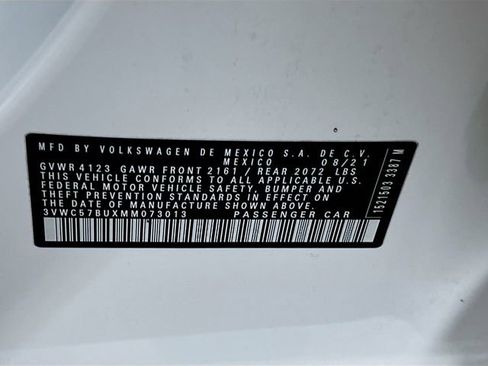 MFD BY VOLKSWAGEN DE MEXICO S.A. DE C.V.
MEXICO 08/21
GVWR 4123 GAWR FRONT 2161 / REAR 2072 LBS
THIS VEHICLE CONFORMS TO ALL APPLICABLE U.S.
FEDERAL MOTOR VEHICLE SAFETY, BUMPER AND
THEFT PREVENTION STANDARDS IN EFFECT ON THE
DATE OF MANUFACTURE SHOWN ABOVE.
3VWC57BUXMM073013 PASSENGER CAR
1521503 3387 M